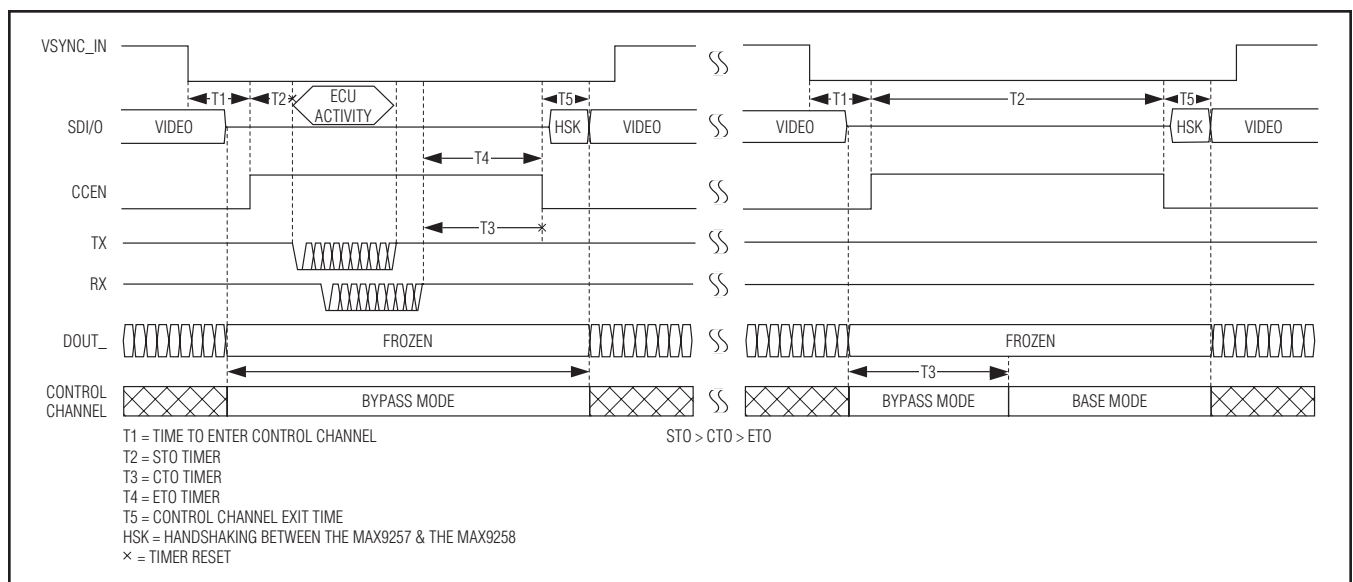 VSYNC_IN
T1 T2 ECU ACTIVITY T5 T1 T2 T5
SDI/O VIDEO HSK VIDEO VIDEO HSK VIDEO
T4
CCEN
T3
TX
RX
DOUT_ FROZEN FROZEN
T3
CONTROL CHANNEL BYPASS MODE BYPASS MODE BASE MODE
T1 = TIME TO ENTER CONTROL CHANNEL STO > CTO > ETO
T2 = STO TIMER
T3 = CTO TIMER
T4 = ETO TIMER
T5 = CONTROL CHANNEL EXIT TIME
HSK = HANDSHAKING BETWEEN THE MAX9257 & THE MAX9258
× = TIMER RESET